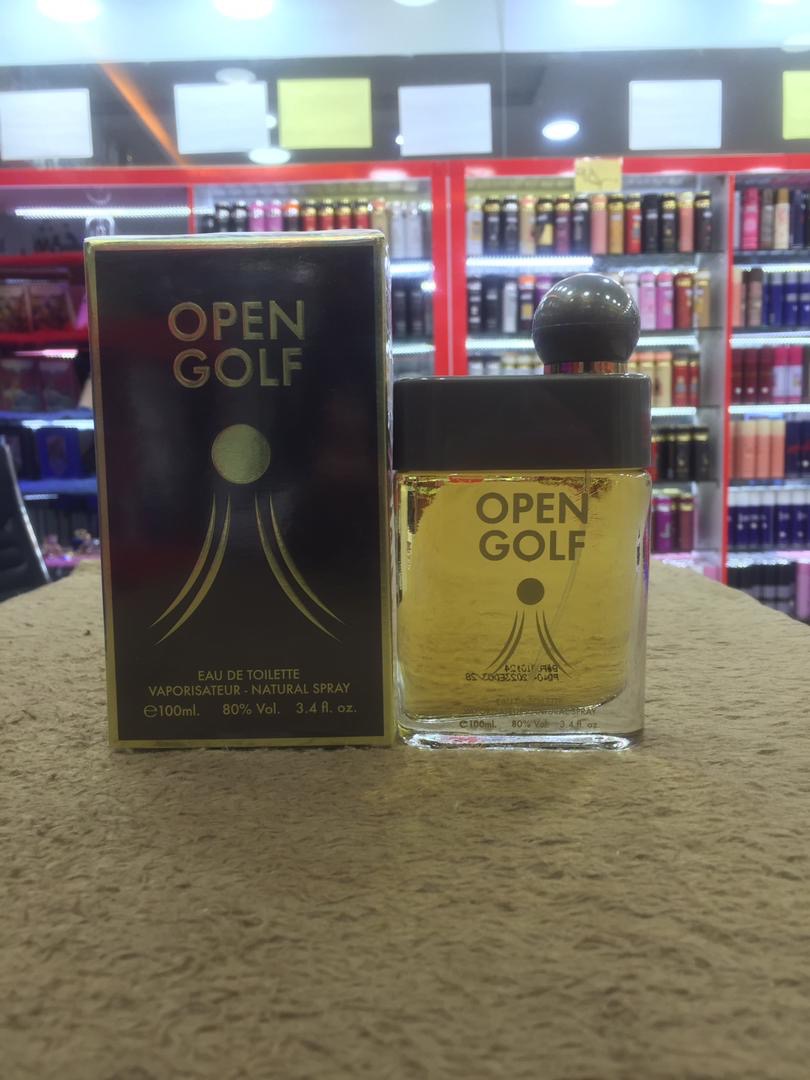 OPEN
GOLF
EAU DE TOILETTE
VAPORISATEUR - NATURAL SPRAY
℮100ml. 80% Vol. 3.4 fl. oz.
OPEN
GOLF
℮100ml. 80% Vol. 3.4 fl. oz.